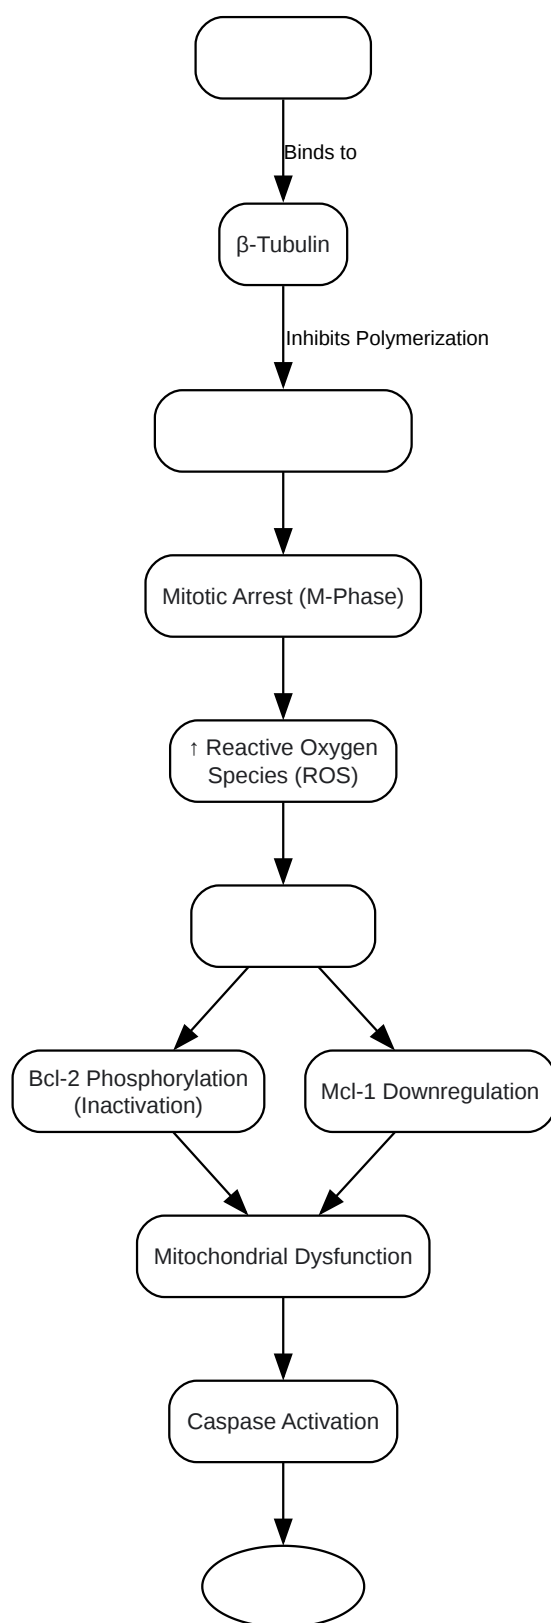 Binds to
β-Tubulin
Inhibits Polymerization
Mitotic Arrest (M-Phase)
↑ Reactive Oxygen
Species (ROS)
Bcl-2 Phosphorylation
(Inactivation)
Mcl-1 Downregulation
Mitochondrial Dysfunction
Caspase Activation